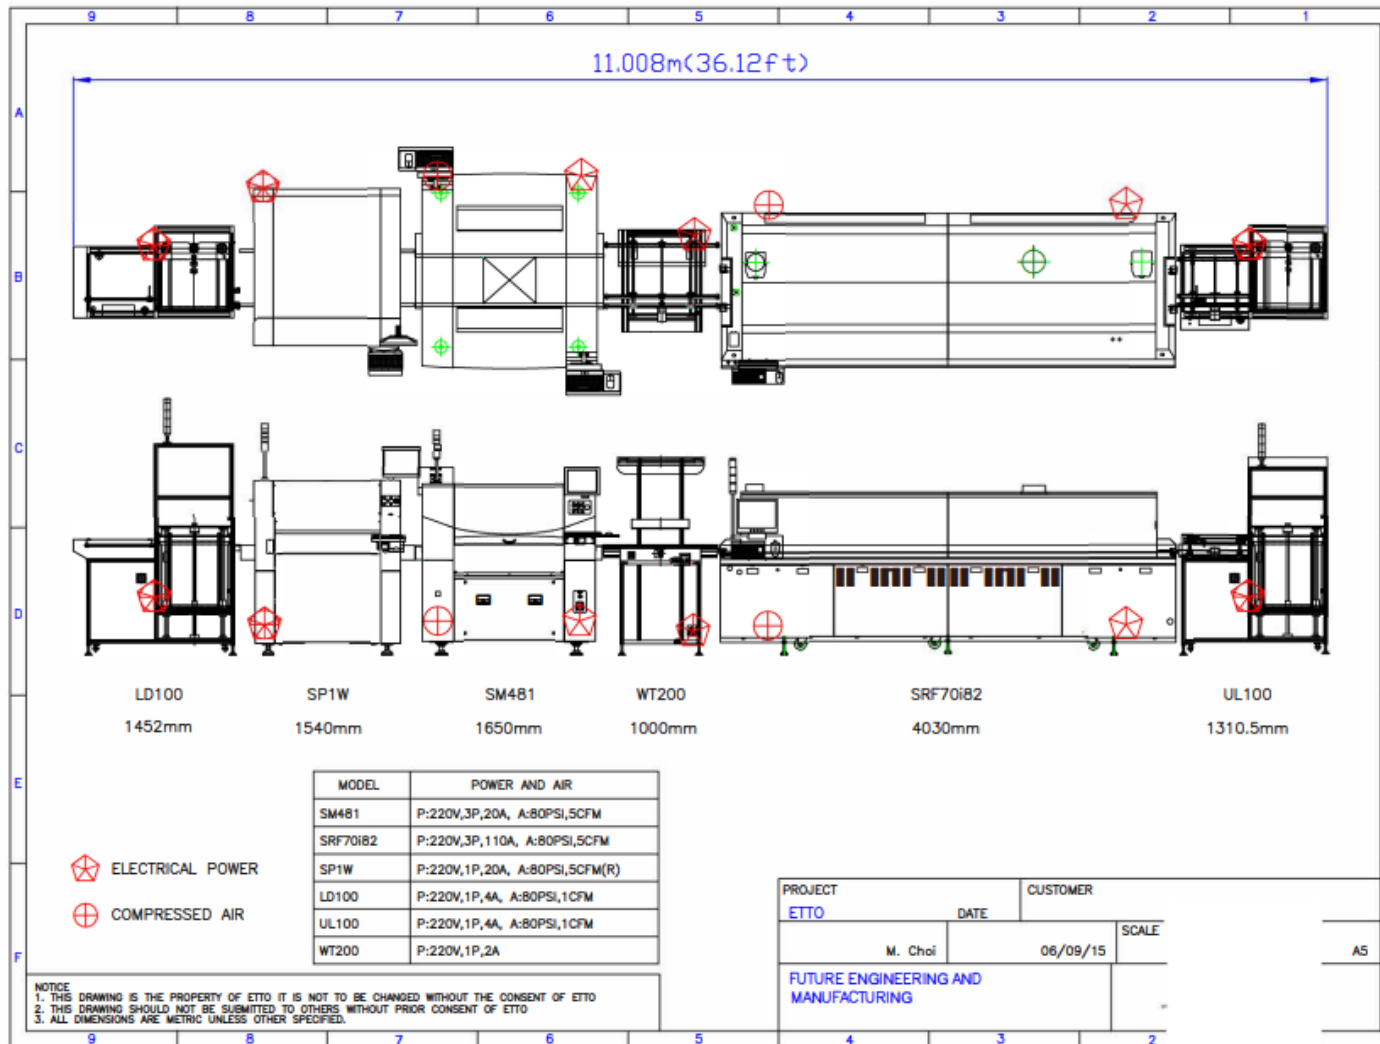 9 8 7 6 5 4 3 2 1
11.008m(36.12ft)
A
B
C
D
LD100 SP1W SM481 WT200 SRF70i82 UL100
1452mm 1540mm 1650mm 1000mm 4030mm 1310.5mm
E
MODEL POWER AND AIR
SM481 P:220V,3P,20A, A:80PSI,5CFM
SRF70i82 P:220V,3P,110A, A:80PSI,5CFM
SP1W P:220V,1P,20A, A:80PSI,5CFM(R)
LD100 P:220V,1P,4A, A:80PSI,1CFM
UL100 P:220V,1P,4A, A:80PSI,1CFM
WT200 P:220V,1P,2A
ELECTRICAL POWER
COMPRESSED AIR
F
PROJECT CUSTOMER
ETTO DATE
SCALE
M. Choi 06/09/15 A5
FUTURE ENGINEERING AND
MANUFACTURING
NOTICE
1. THIS DRAWING IS THE PROPERTY OF ETTO IT IS NOT TO BE CHANGED WITHOUT THE CONSENT OF ETTO
2. THIS DRAWING SHOULD NOT BE SUBMITTED TO OTHERS WITHOUT PRIOR CONSENT OF ETTO
3. ALL DIMENSIONS ARE METRIC UNLESS OTHER SPECIFIED.
9 8 7 6 5 4 3 2